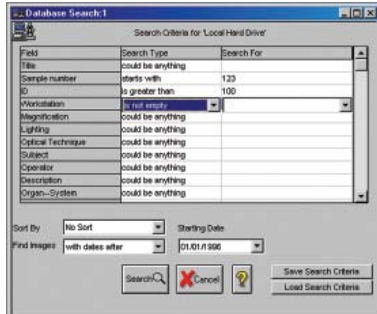 Database Search:1
Search Criteria for 'Local Hard Drive'
Field Search Type Search For
Title could be anything
Sample number starts with 123
ID is greater than 100
Workstation is not empty
Magnification could be anything
Lighting could be anything
Optical Technique could be anything
Subject could be anything
Operator could be anything
Description could be anything
Organ--System could be anything
Sort By No Sort Starting Date
Find Images with dates after 01/01/1996
Search Cancel ? Save Search Criteria
Load Search Criteria